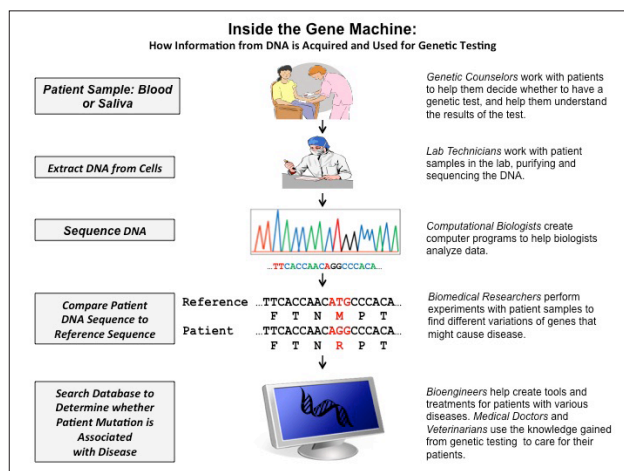 Inside the Gene Machine:
How Information from DNA is Acquired and Used for Genetic Testing
Patient Sample: Blood
or Saliva
Genetic Counselors work with patients
to help them decide whether to have
a genetic test, and help them understand
the results of the test.
Extract DNA from Cells
Lab Technicians work with patient
samples in the lab, purifying and
sequencing the DNA.
Sequence DNA
...TTCACCAACAGGCCCACA...
Computational Biologists create
computer programs to help biologists
analyze data.
Compare Patient
DNA Sequence to
Reference Sequence
Reference ...TTCACCAACATGCCCACA...
F T N M P T
Patient ...TTCACCAACAGGCCCACA...
F T N R P T
Biomedical Researchers perform
experiments with patient samples to
find different variations of genes that
might cause disease.
Search Database to
Determine whether
Patient Mutation is
Associated
with Disease
Bioengineers help create tools and
treatments for patients with various
diseases. Medical Doctors and
Veterinarians use the knowledge gained
from genetic testing to care for their
patients.